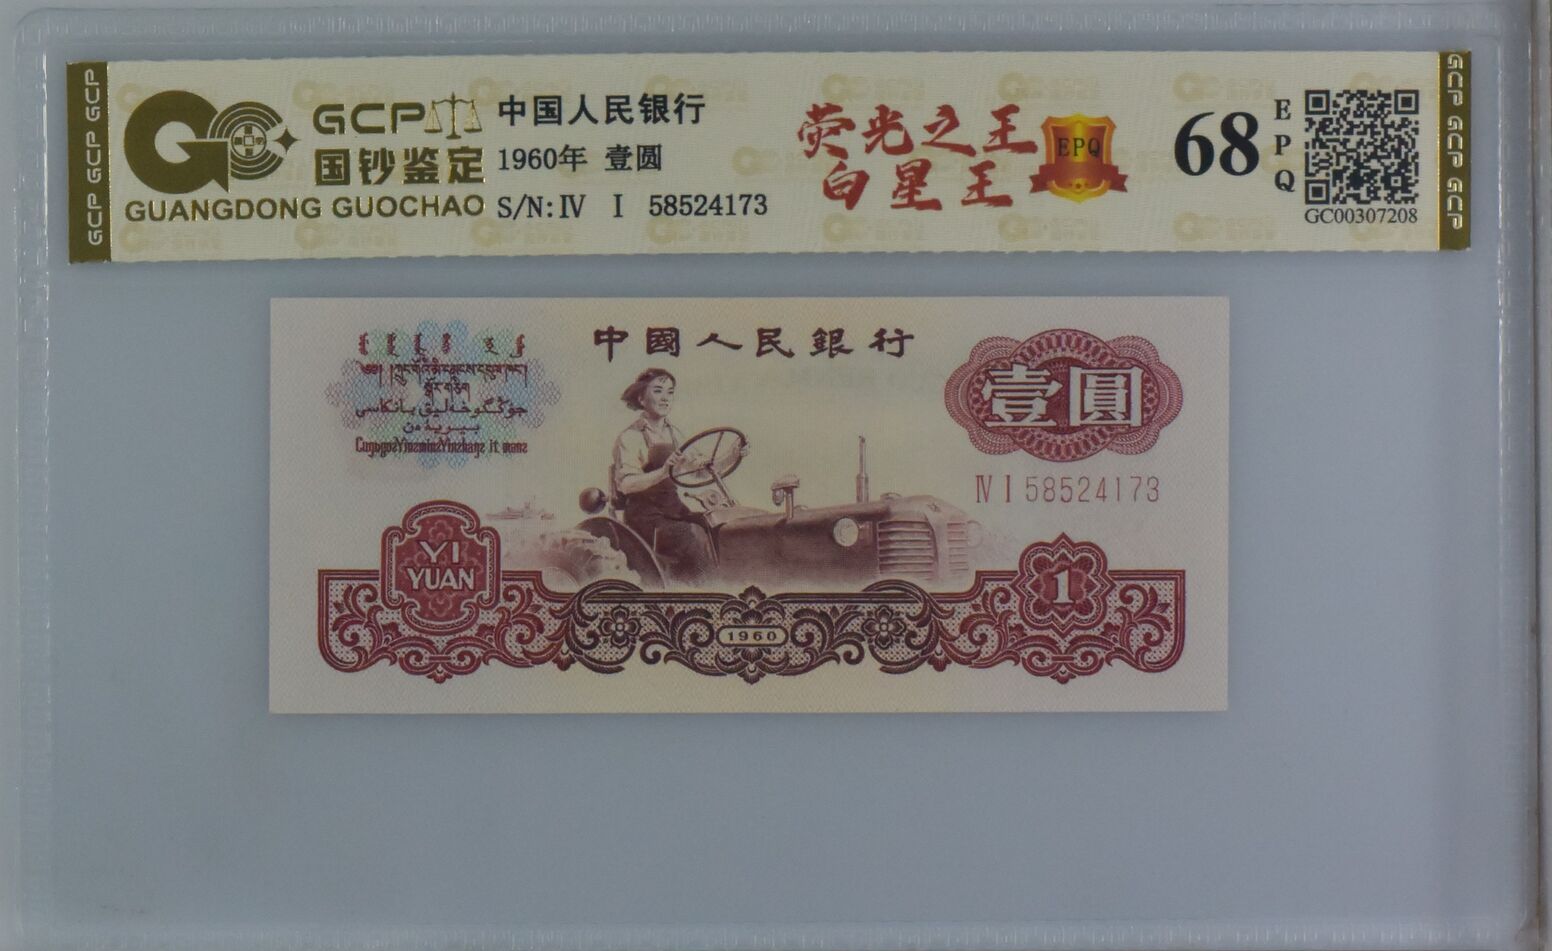 GCP
国钞鉴定
GUANGDONG GUOCHAO
中国人民银行
1960年 壹圆
S/N: IV I 58524173
荧光之王
白星王
EPQ
68
E
P
Q
GC00307208
GCP GCP GCP
GCP GCP GCP
中國人民銀行
壹圓
IV I 58524173
YI
YUAN
1960
1